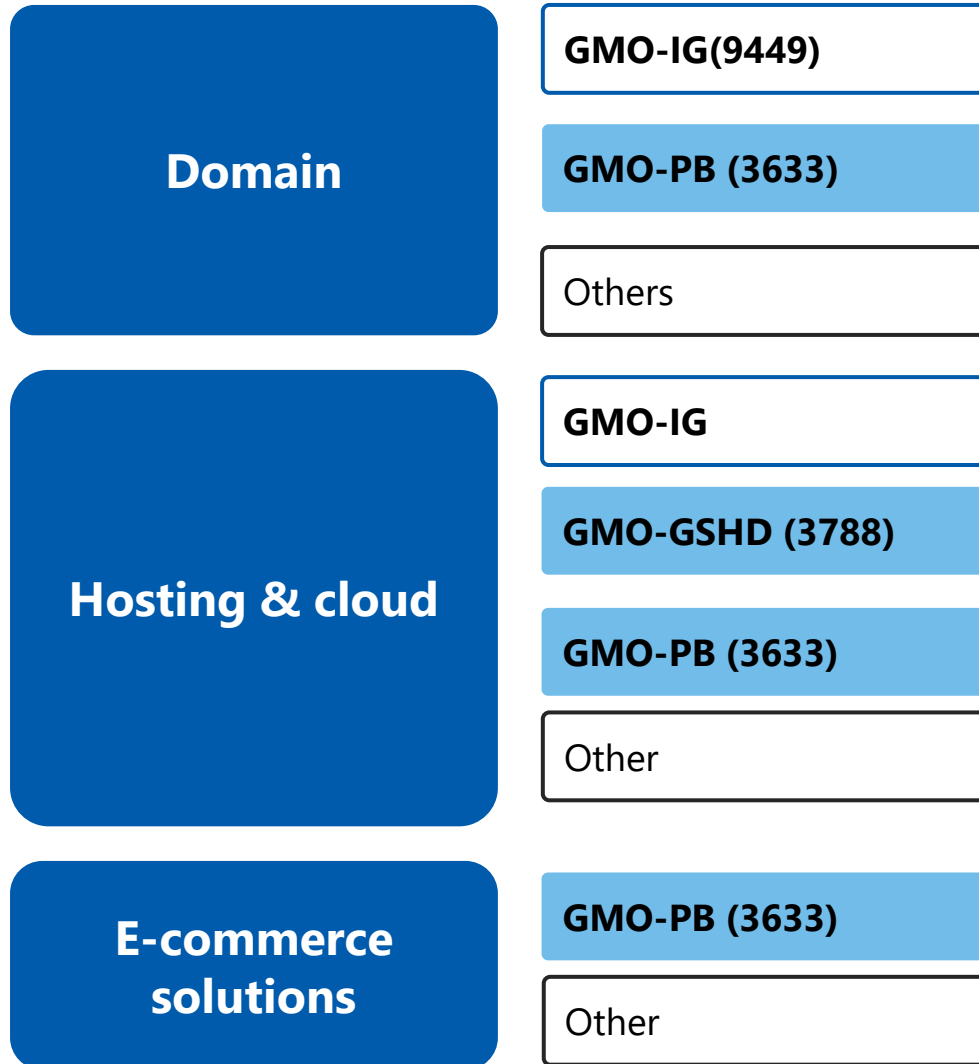 Domain
GMO-IG(9449)
GMO-PB (3633)
Others
Hosting & cloud
GMO-IG
GMO-GSHD (3788)
GMO-PB (3633)
Other
E-commerce
solutions
GMO-PB (3633)
Other